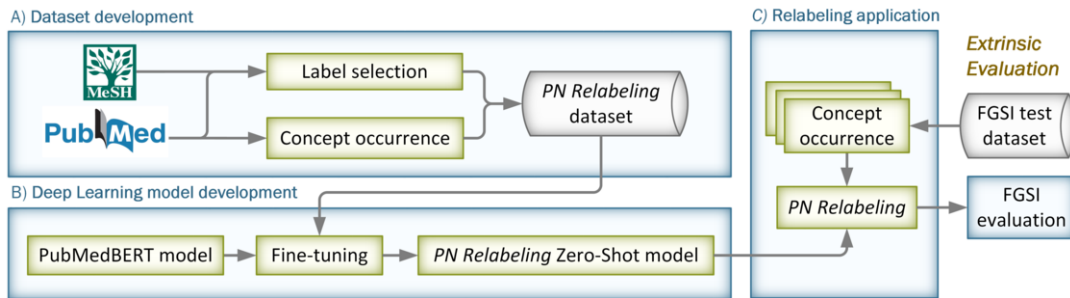 A) Dataset development
MeSH
PubMed
Label selection
Concept occurrence
PN Relabeling
dataset
B) Deep Learning model development
PubMedBERT model
Fine-tuning
PN Relabeling Zero-Shot model
C) Relabeling application
Concept
occurrence
PN Relabeling
Extrinsic
Evaluation
FGSI test
dataset
FGSI
evaluation